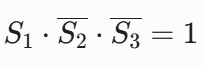 S₁ · S̅₂ · S̅₃ = 1